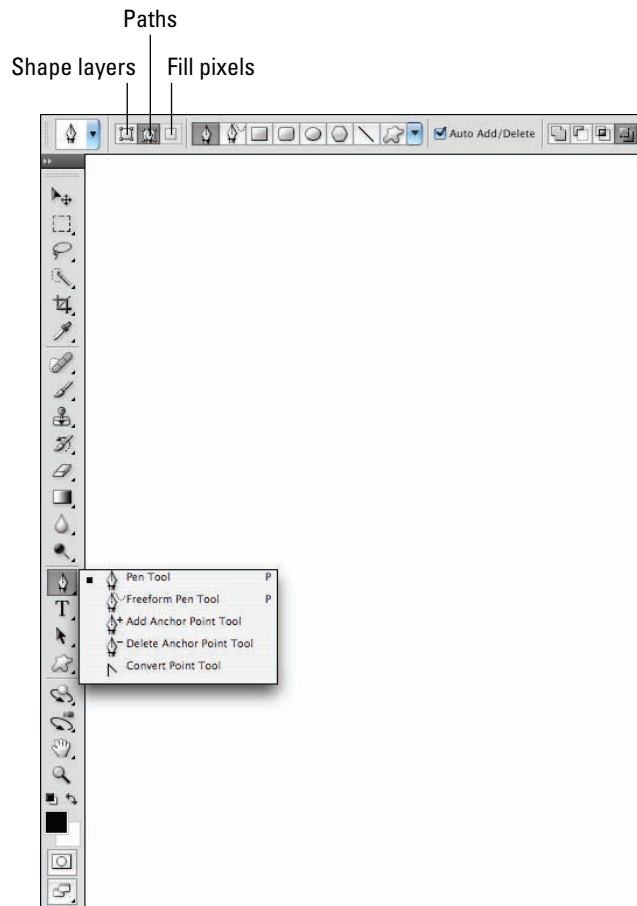 Paths
Shape layers
Fill pixels
Auto Add/Delete
Pen Tool P
Freeform Pen Tool P
Add Anchor Point Tool
Delete Anchor Point Tool
T
Convert Point Tool